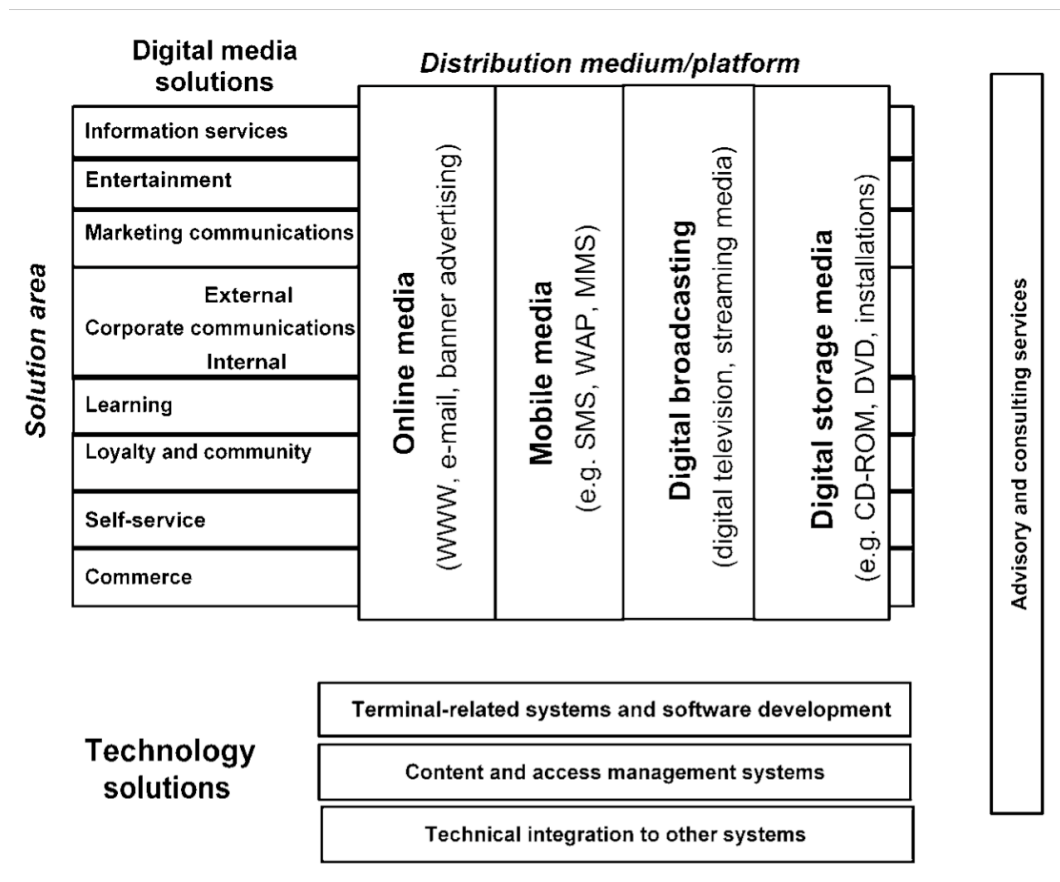 Digital media
solutions
Distribution medium/platform
Solution area
Information services
Entertainment
Marketing communications
External
Corporate communications
Internal
Learning
Loyalty and community
Self-service
Commerce
Online media
(WWW, e-mail, banner advertising)
Mobile media
(e.g. SMS, WAP, MMS)
Digital broadcasting
(digital television, streaming media)
Digital storage media
(e.g. CD-ROM, DVD, installations)
Advisory and consulting services
Technology
solutions
Terminal-related systems and software development
Content and access management systems
Technical integration to other systems